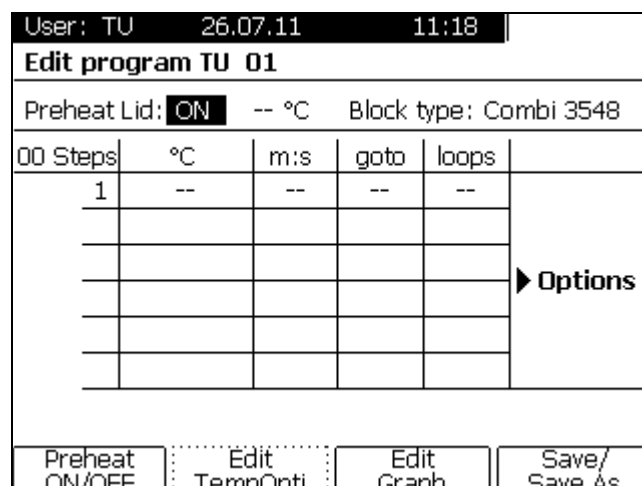 User: TU 26.07.11 11:18
Edit program TU 01
Preheat Lid: ON -- °C Block type: Combi 3548
00 Steps °C m:s goto loops
1 -- -- -- --
Options
Preheat Edit Edit Save/
ON/OFF TempOpti. Graph Save As